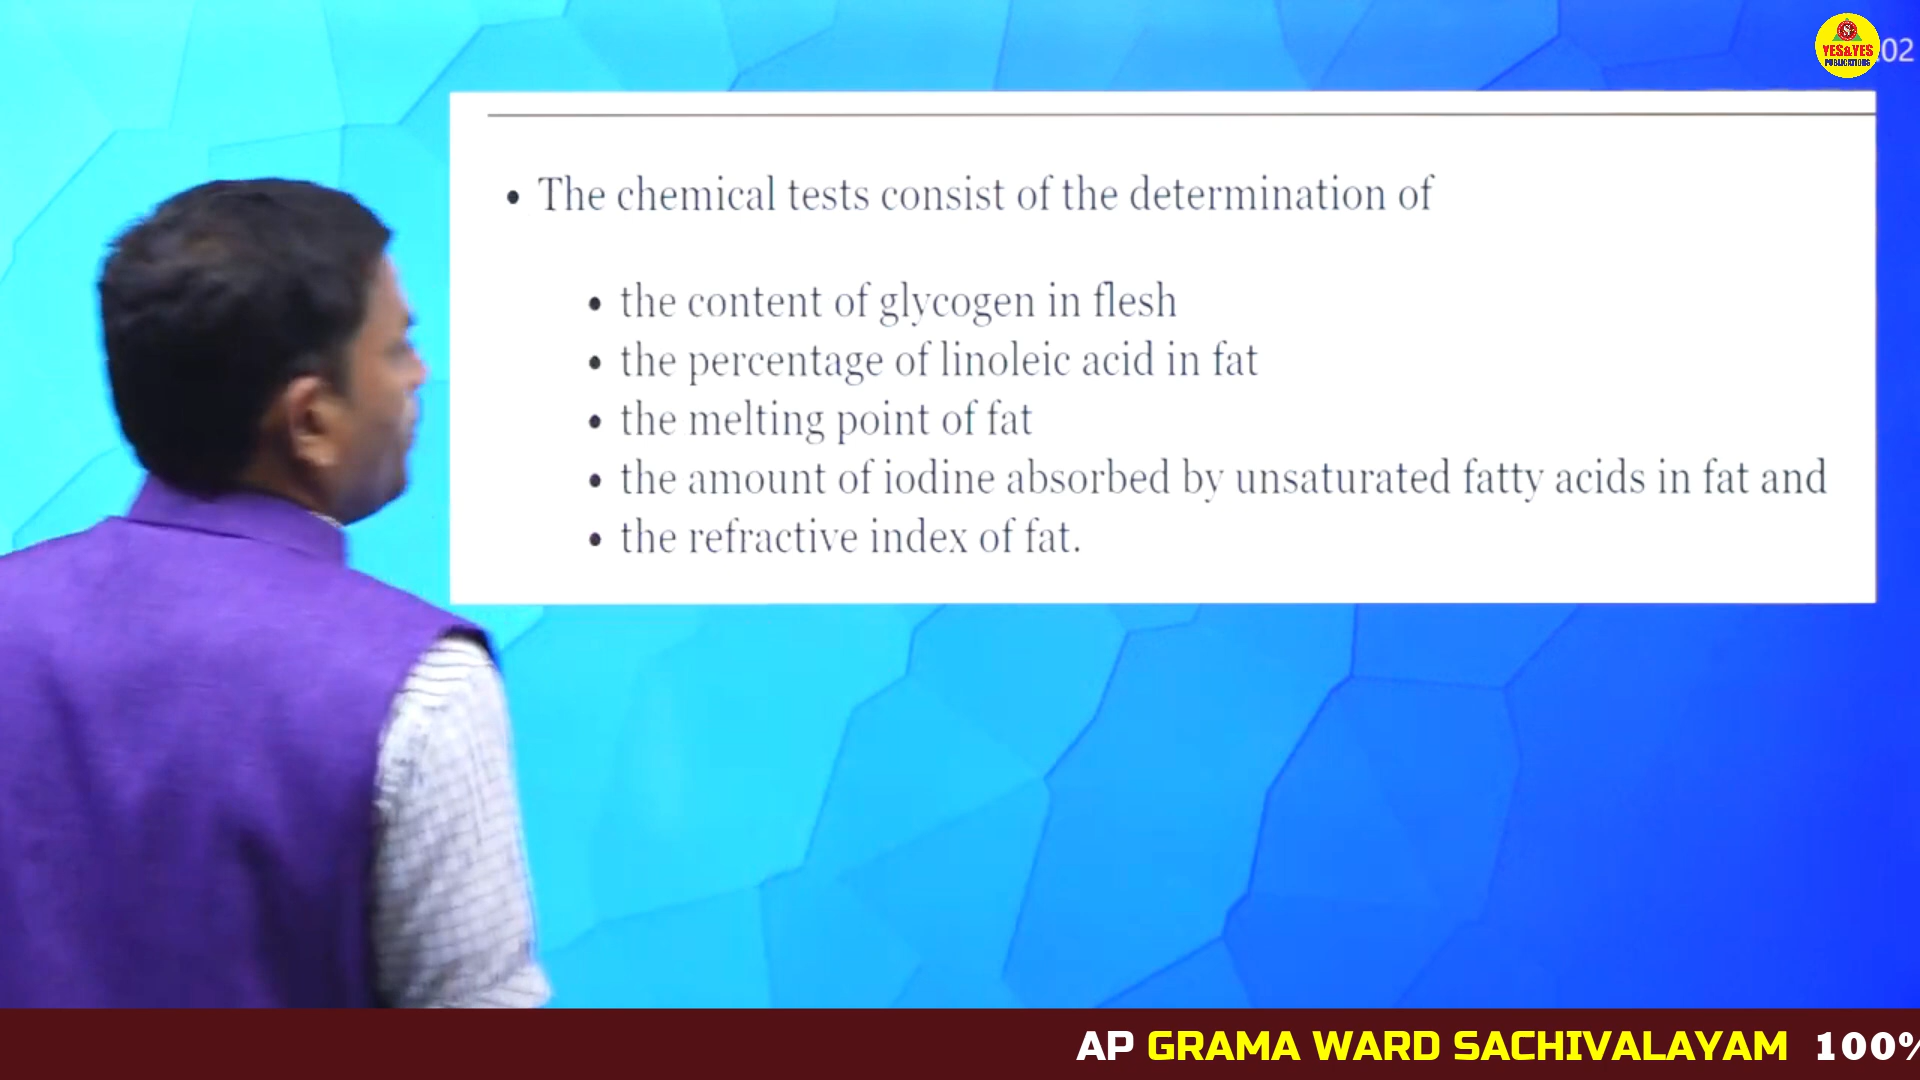 YES&YES
PUBLICATIONS
02
• The chemical tests consist of the determination of
• the content of glycogen in flesh
• the percentage of linoleic acid in fat
• the melting point of fat
• the amount of iodine absorbed by unsaturated fatty acids in fat and
• the refractive index of fat.
AP GRAMA WARD SACHIVALAYAM 100%